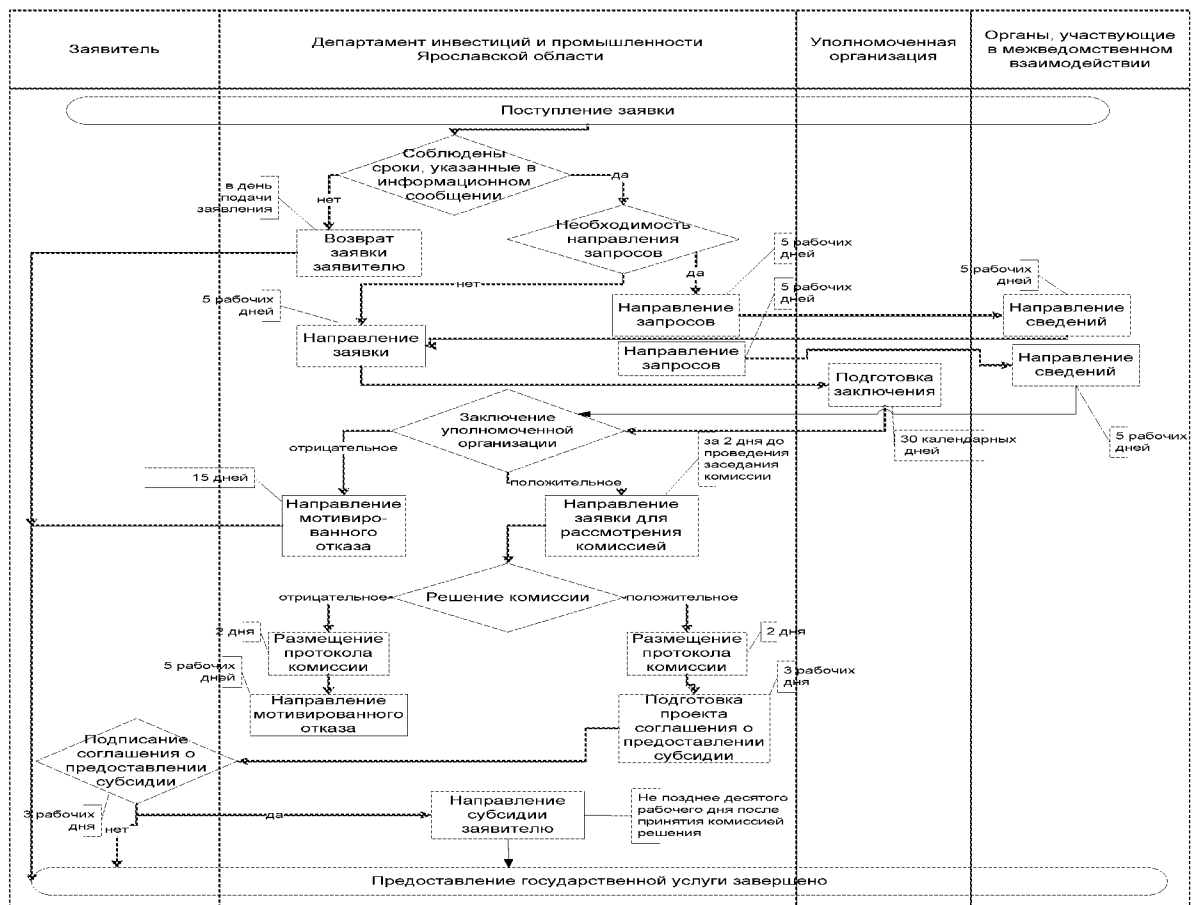 Заявитель
Департамент инвестиций и промышленности
Ярославской области
Уполномоченная
организация
Органы, участвующие
в межведомственном
взаимодействии
Поступление заявки
Соблюдены
сроки, указанные в
информационном
сообщении
да
нет
в день
подачи
заявления
Необходимость
направления
запросов
Возврат
заявки
заявителю
5 рабочих
дней
да
нет
5 рабочих
дней
5 рабочих
дней
5 рабочих
дней
Направление
запросов
Направление
сведений
Направление
заявки
Направление
запросов
Направление
сведений
Подготовка
заключения
Заключение
уполномоченной
организации
отрицательное
положительное
за 2 дня до
проведения
заседания
комиссии
30 календарных
дней
5 рабочих
дней
15 дней
Направление
мотивиро-
ванного
отказа
Направление
заявки для
рассмотрения
комиссией
Решение комиссии
отрицательное
положительное
2 дня
Размещение
протокола
комиссии
Размещение
протокола
комиссии
2 дня
5 рабочих
дней
3 рабочих
дня
Направление
мотивированного
отказа
Подготовка
проекта
соглашения о
предоставлении
субсидии
Подписание
соглашения о
предоставлении
субсидии
3 рабочих
дня
нет
да
Направление
субсидии
заявителю
Не позднее десятого
рабочего дня после
принятия комиссией
решения
Предоставление государственной услуги завершено